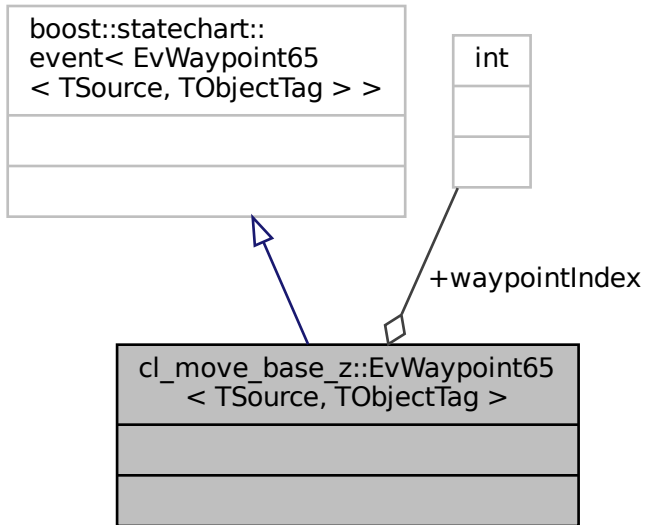 boost::statechart::
event< EvWaypoint65
< TSource, TObjectTag > >
int
+waypointIndex
cl_move_base_z::EvWaypoint65
< TSource, TObjectTag >